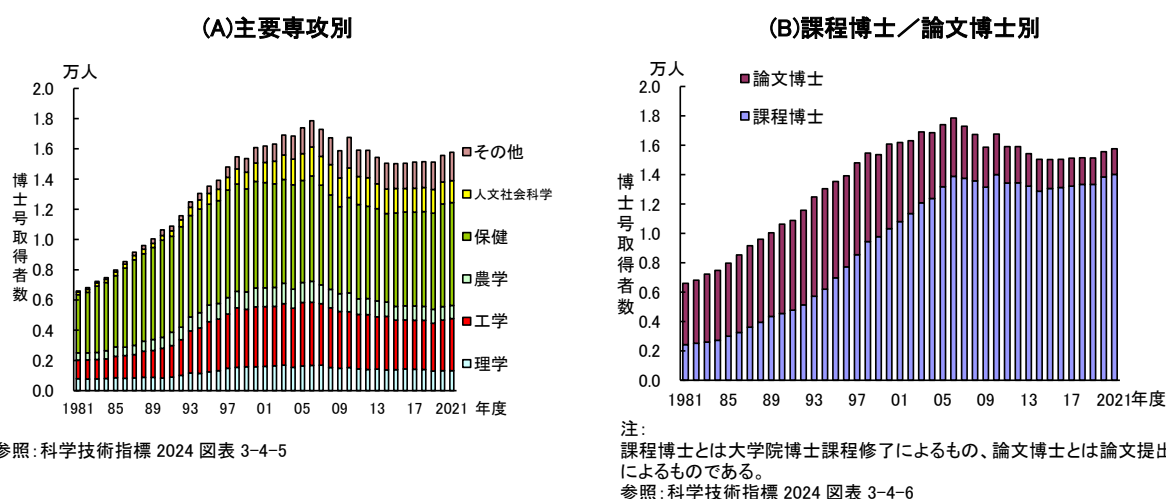 (A)主要専攻別
万人
2.0
1.8
1.6
1.4
1.2
1.0
0.8
0.6
0.4
0.2
0.0
博士号取得者数
1981 85 89 93 97 01 05 09 13 17 2021 年度
その他
人文社会科学
保健
農学
工学
理学
参照:科学技術指標 2024 図表 3-4-5
(B)課程博士/論文博士別
万人
2.0
1.8
1.6
1.4
1.2
1.0
0.8
0.6
0.4
0.2
0.0
博士号取得者数
論文博士
課程博士
1981 85 89 93 97 01 05 09 13 17 2021年度
注:
課程博士とは大学院博士課程修了によるもの、論文博士とは論文提出
によるものである。
参照:科学技術指標 2024 図表 3-4-6